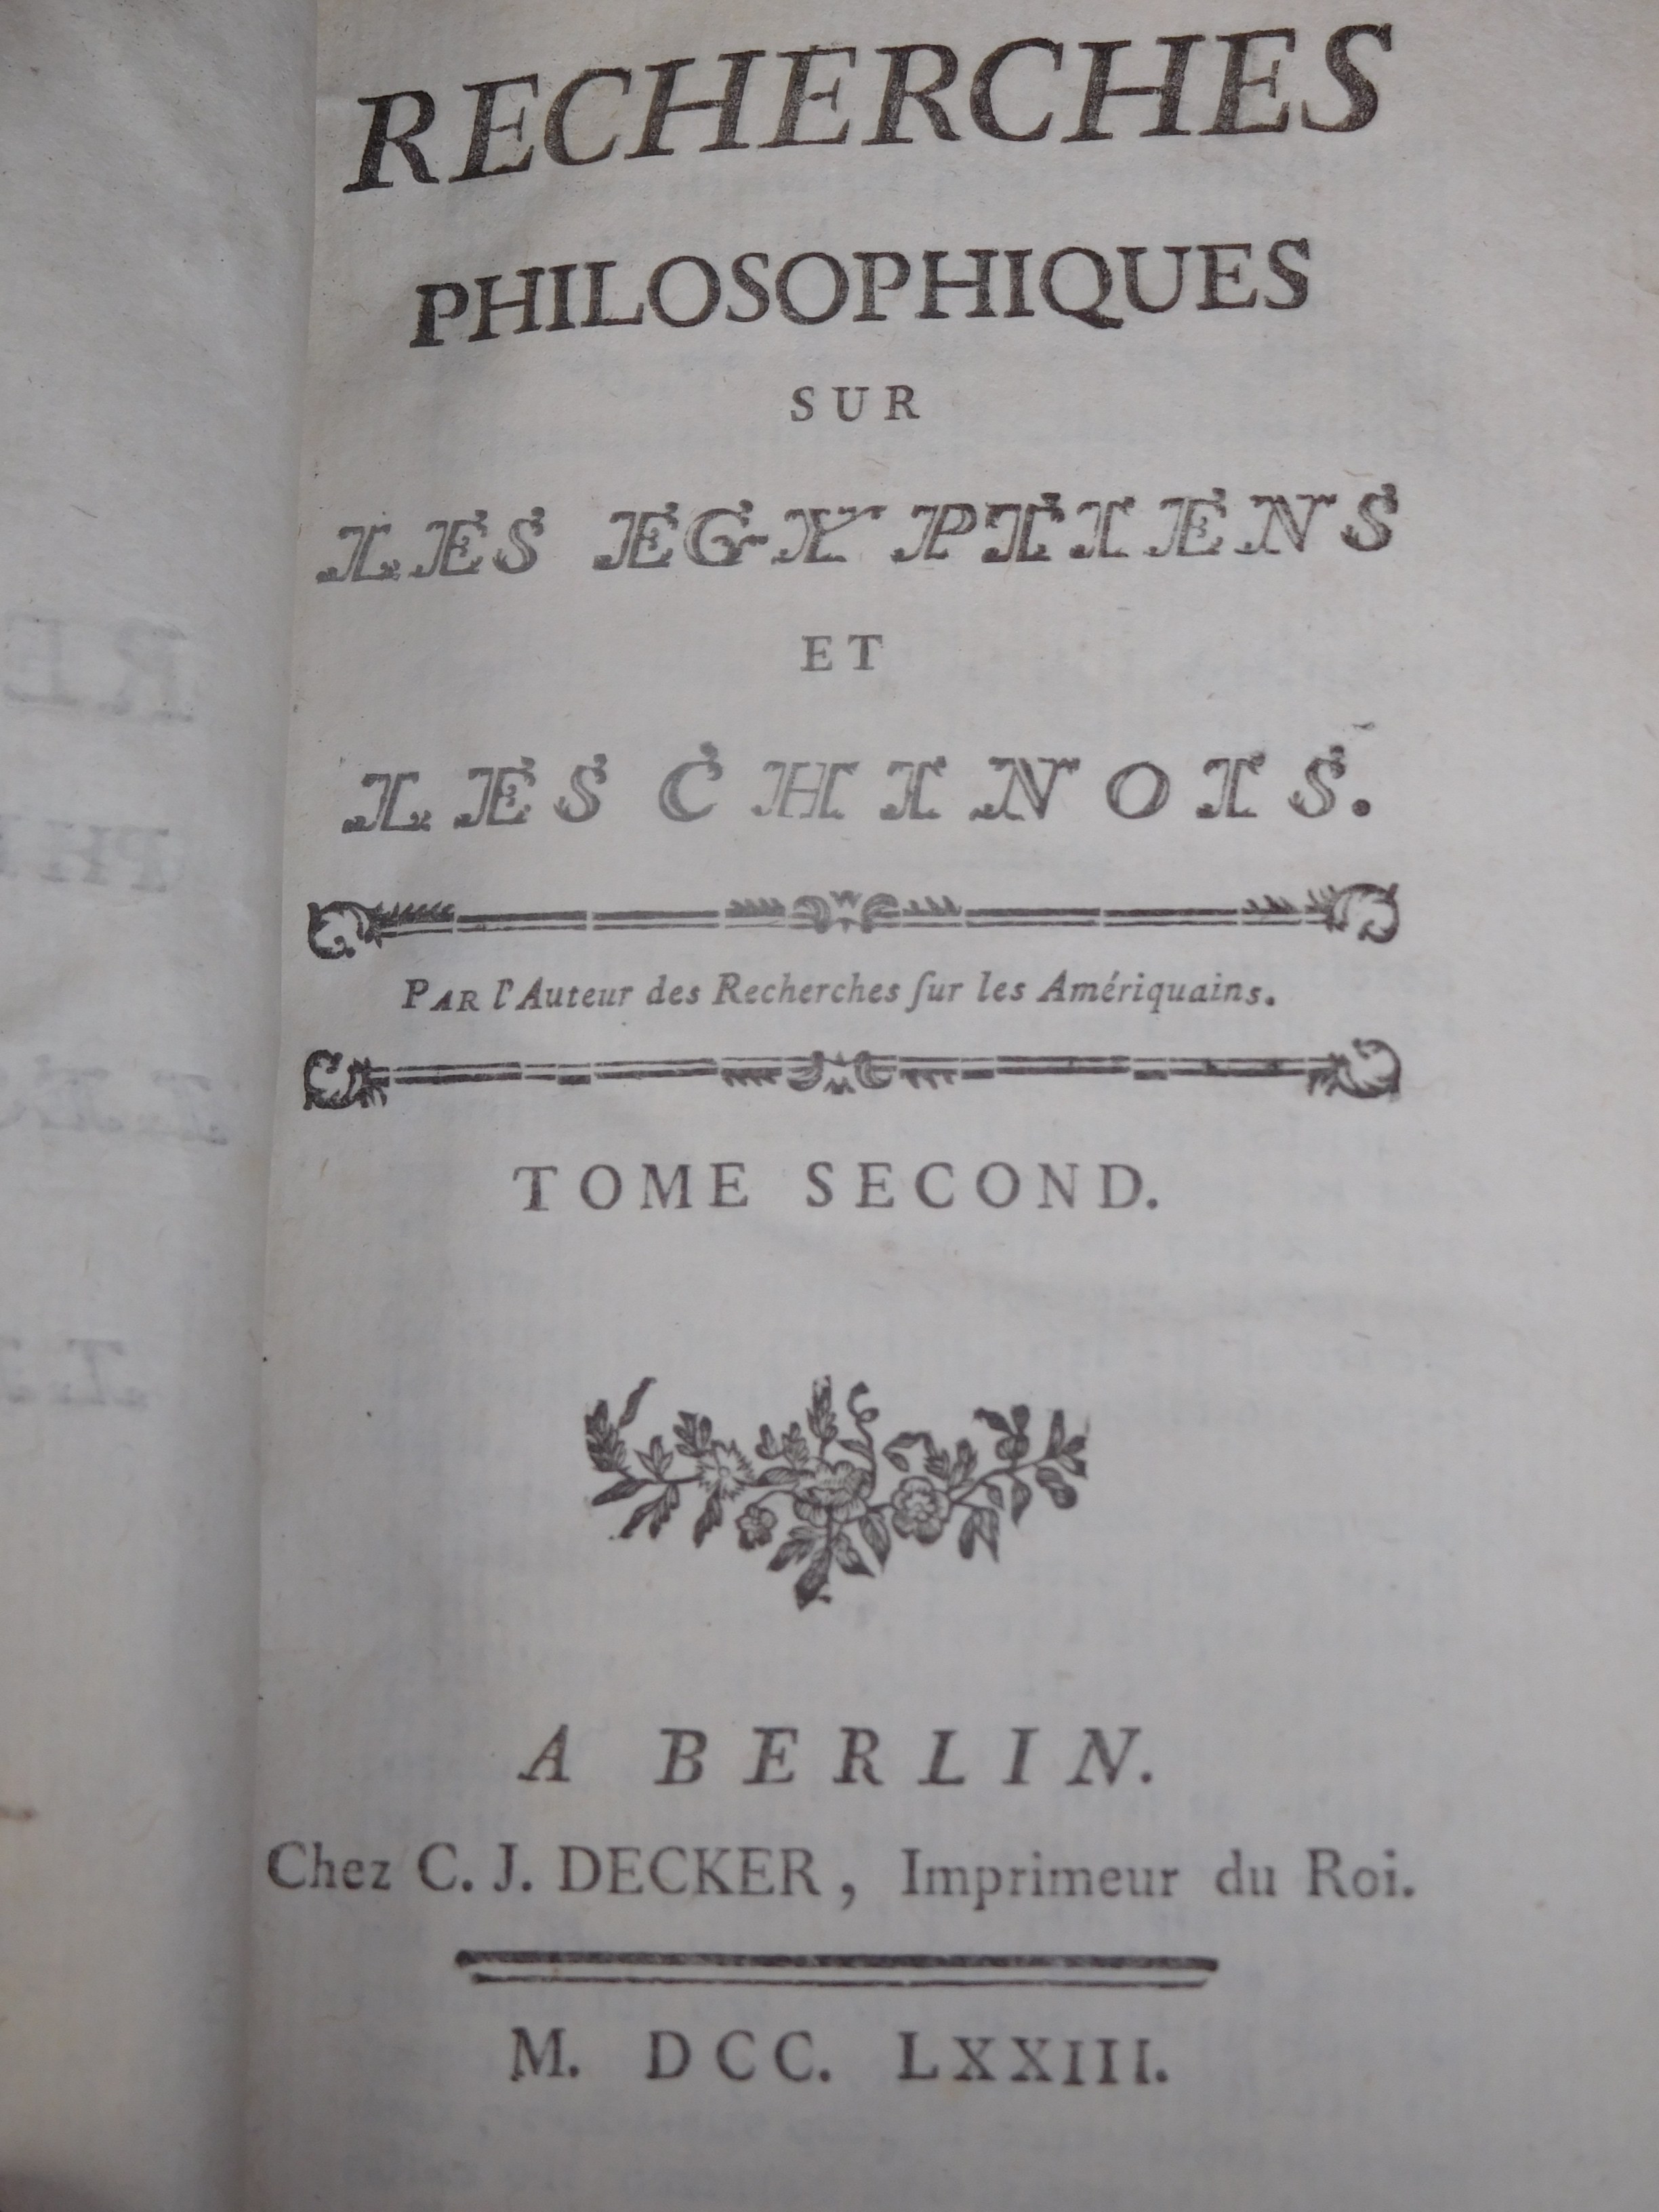 RECHERCHES
PHILOSOPHIQUES
SUR
LES ÆGYPTIENS
ET
LES CHINOIS.
PAR l'Auteur des Recherches ſur les Amériquains.
TOME SECOND.
A BERLIN.
Chez C. J. DECKER, Imprimeur du Roi.
M. DCC. LXXIII.